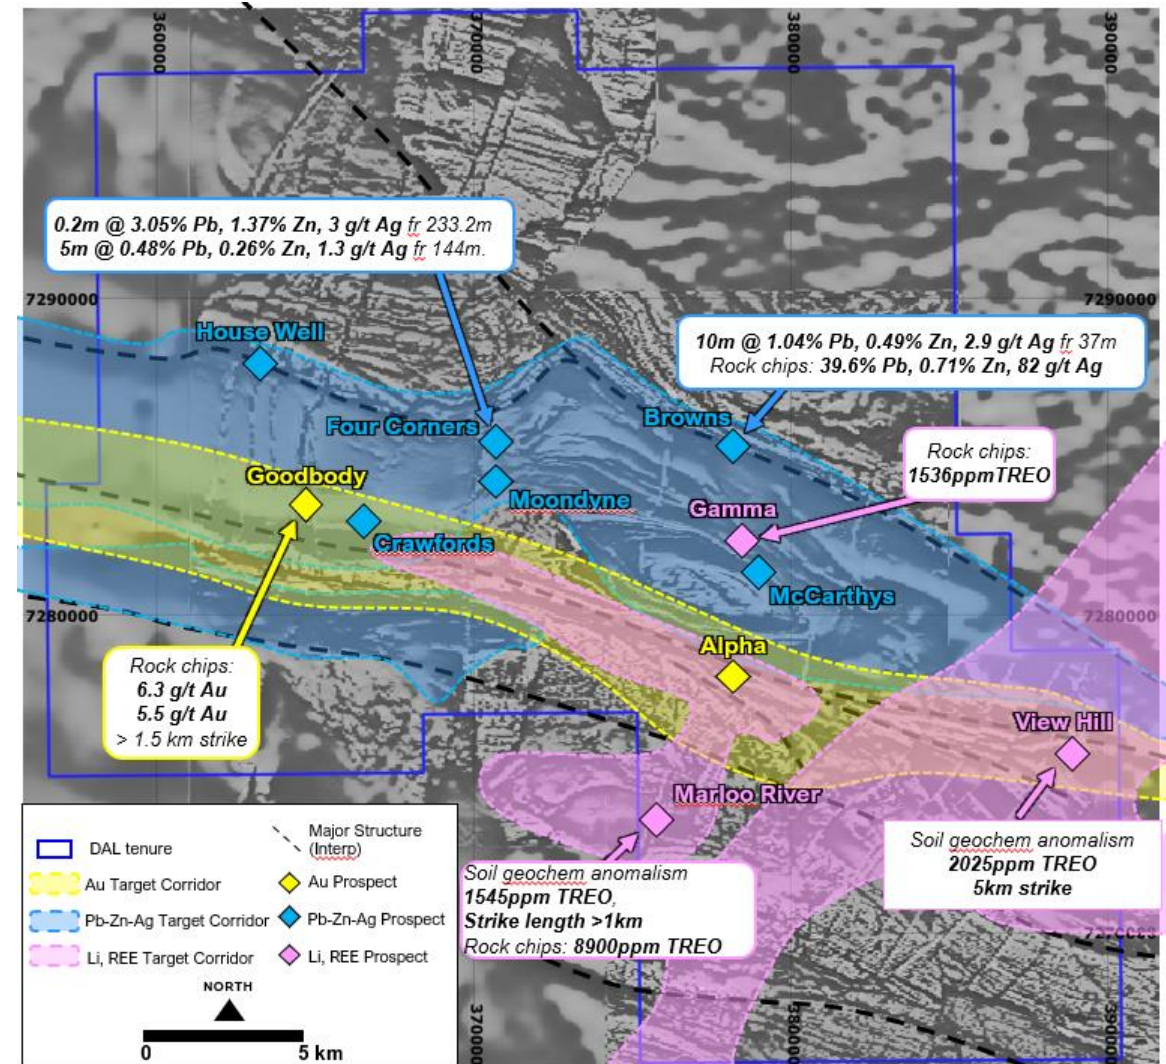 360000
370000
380000
390000
0.2m @ 3.05% Pb, 1.37% Zn, 3 g/t Ag fr 233.2m
5m @ 0.48% Pb, 0.26% Zn, 1.3 g/t Ag fr 144m.
7290000
7290000
House Well
10m @ 1.04% Pb, 0.49% Zn, 2.9 g/t Ag fr 37m
Rock chips: 39.6% Pb, 0.71% Zn, 82 g/t Ag
Four Corners
Browns
Rock chips:
1536ppmTREO
Goodbody
Moondyne
Gamma
Crawfords
McCarthys
7280000
7280000
Rock chips:
6.3 g/t Au
5.5 g/t Au
> 1.5 km strike
Alpha
View Hill
Marloo River
Soil geochem anomalism
2025ppm TREO
5km strike
Soil geochem anomalism
1545ppm TREO,
Strike length >1km
Rock chips: 8900ppm TREO
7270000
DAL tenure
Major Structure
(Interp)
Au Target Corridor
Au Prospect
Pb-Zn-Ag Target Corridor
Pb-Zn-Ag Prospect
Li, REE Target Corridor
Li, REE Prospect
NORTH
0
5 km
370000
380000
390000